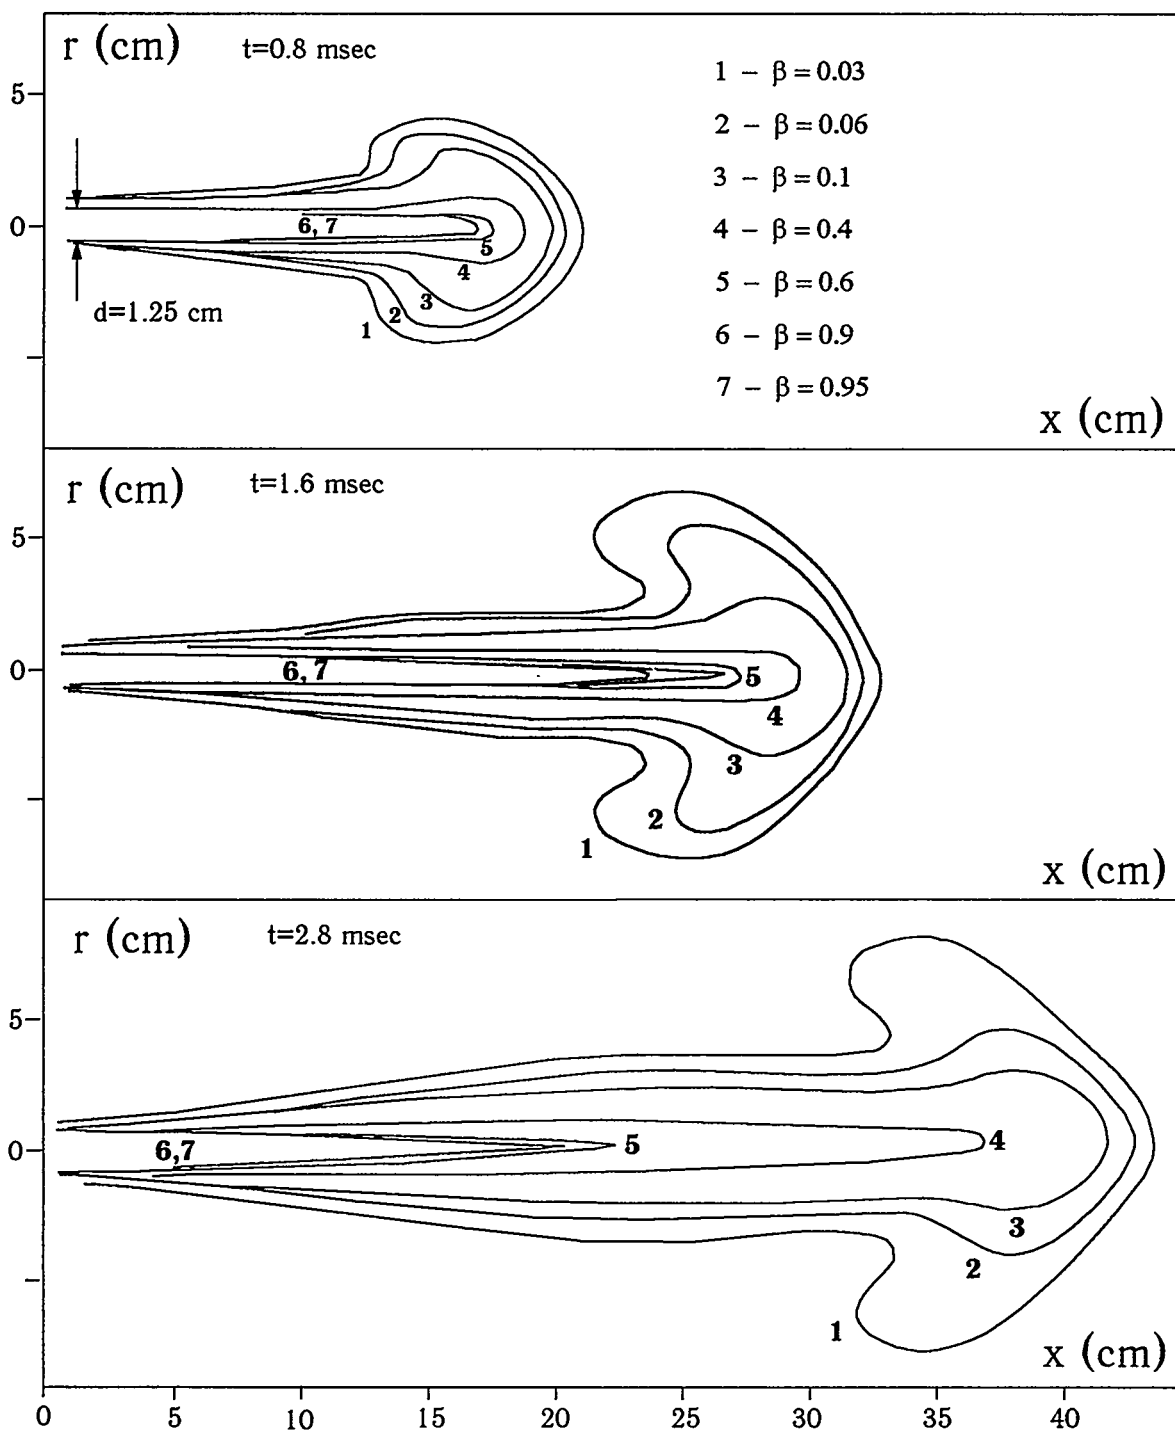 r (cm)
t=0.8 msec
1 – β = 0.03
2 – β = 0.06
3 – β = 0.1
4 – β = 0.4
5 – β = 0.6
6 – β = 0.9
7 – β = 0.95
5
0
6, 7
5
4
3
2
1
d=1.25 cm
x (cm)
r (cm)
t=1.6 msec
5
0
6, 7
5
4
3
2
1
x (cm)
r (cm)
t=2.8 msec
5
0
6,7
5
4
3
2
1
x (cm)
0 5 10 15 20 25 30 35 40